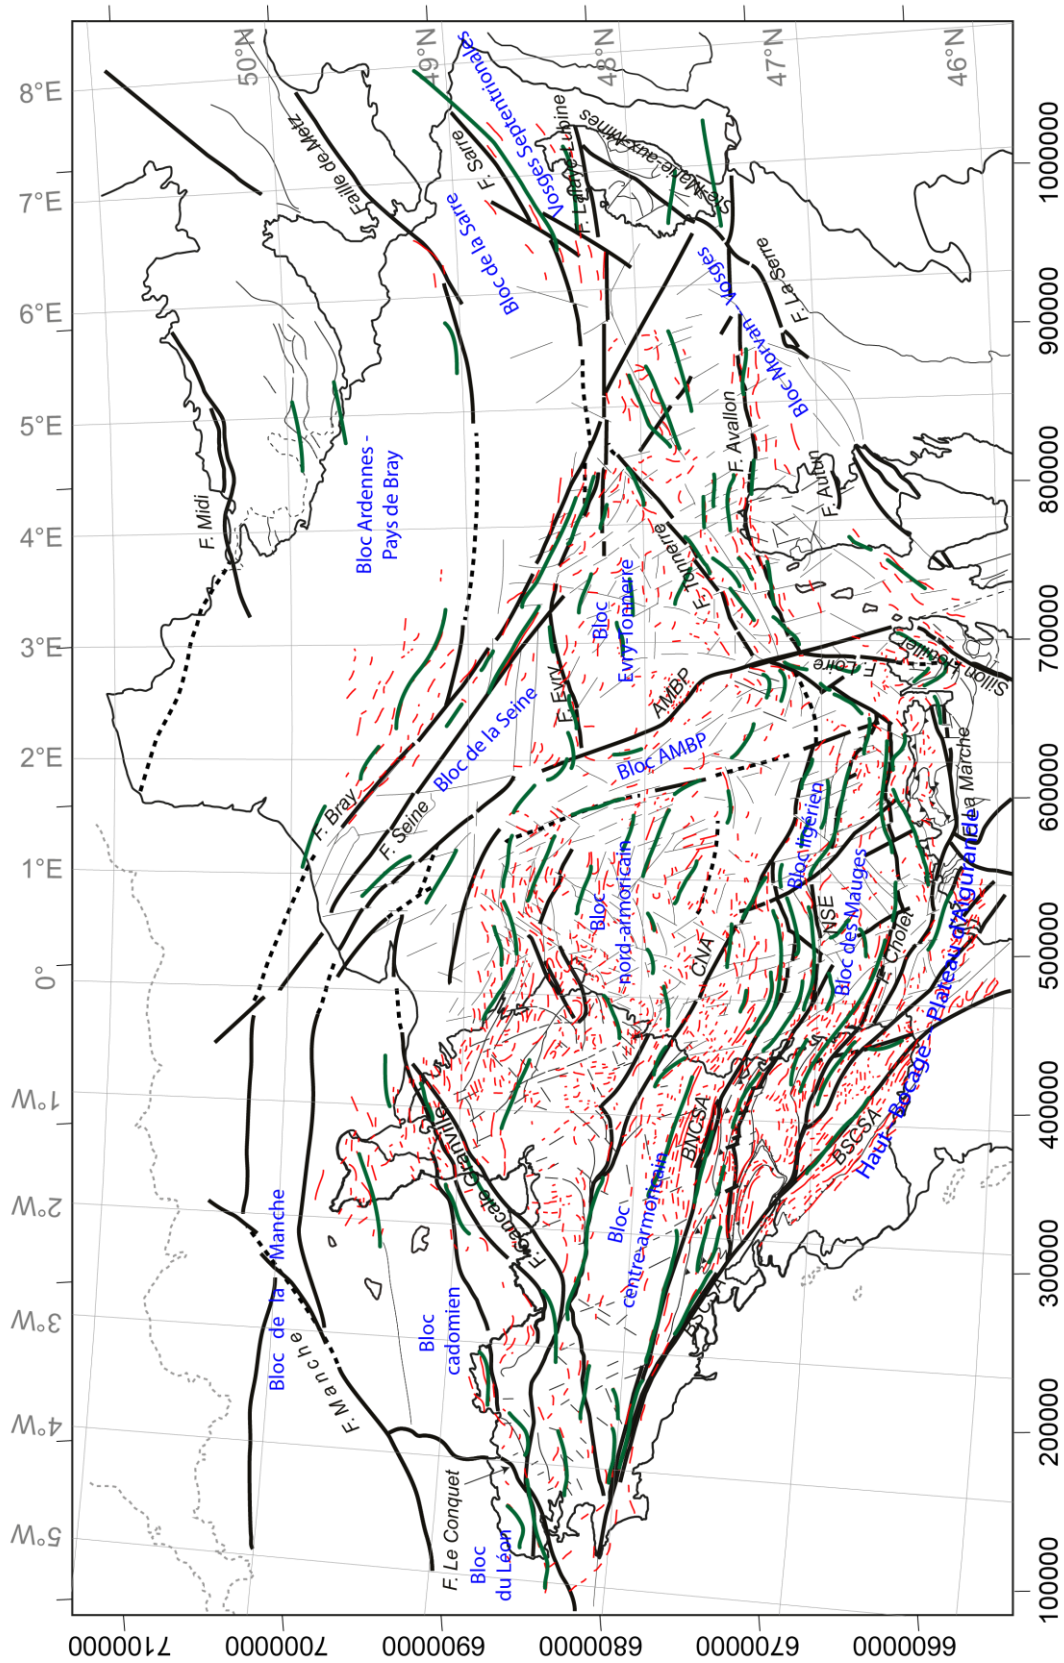 8°E
7°E
6°E
5°E
4°E
3°E
2°E
1°E
0°
1°W
2°W
3°W
4°W
5°W
50°N
49°N
48°N
47°N
46°N
1000000
900000
800000
700000
600000
500000
400000
300000
200000
100000
7100000
7000000
6900000
6800000
6700000
6600000
Faille de Metz
F. Sarre
Vosges Septentrionales
F. Lalaye-Lubine
Ste-Marie-aux-Mines
Bloc de la Sarre
F. La Serre
Bloc Morvan - Vosges
F. Midi
Bloc Ardennes -
Pays de Bray
F. Avallon
F. Autun
F. Tonnerre
Bloc
Evry-Tonnerre
F. Evry
F. Loire
Sillon Houiller
AMBP
Bloc AMBP
Bloc de la Seine
F. Bray
F. Seine
F. La Marche
Bloc ligérien
Bloc
nord-armoricain
NSE
Bloc des Mauges
F. Cholet
CNA
Haut - Bocage - Plateau d'Aigurande
BNCSA
BSCSA
BSCSA
Bloc
centre-armoricain
F. Cancale-Granville
Bloc de la Manche
F. Manche
Bloc
cadomien
F. Le Conquet
Bloc
du Léon